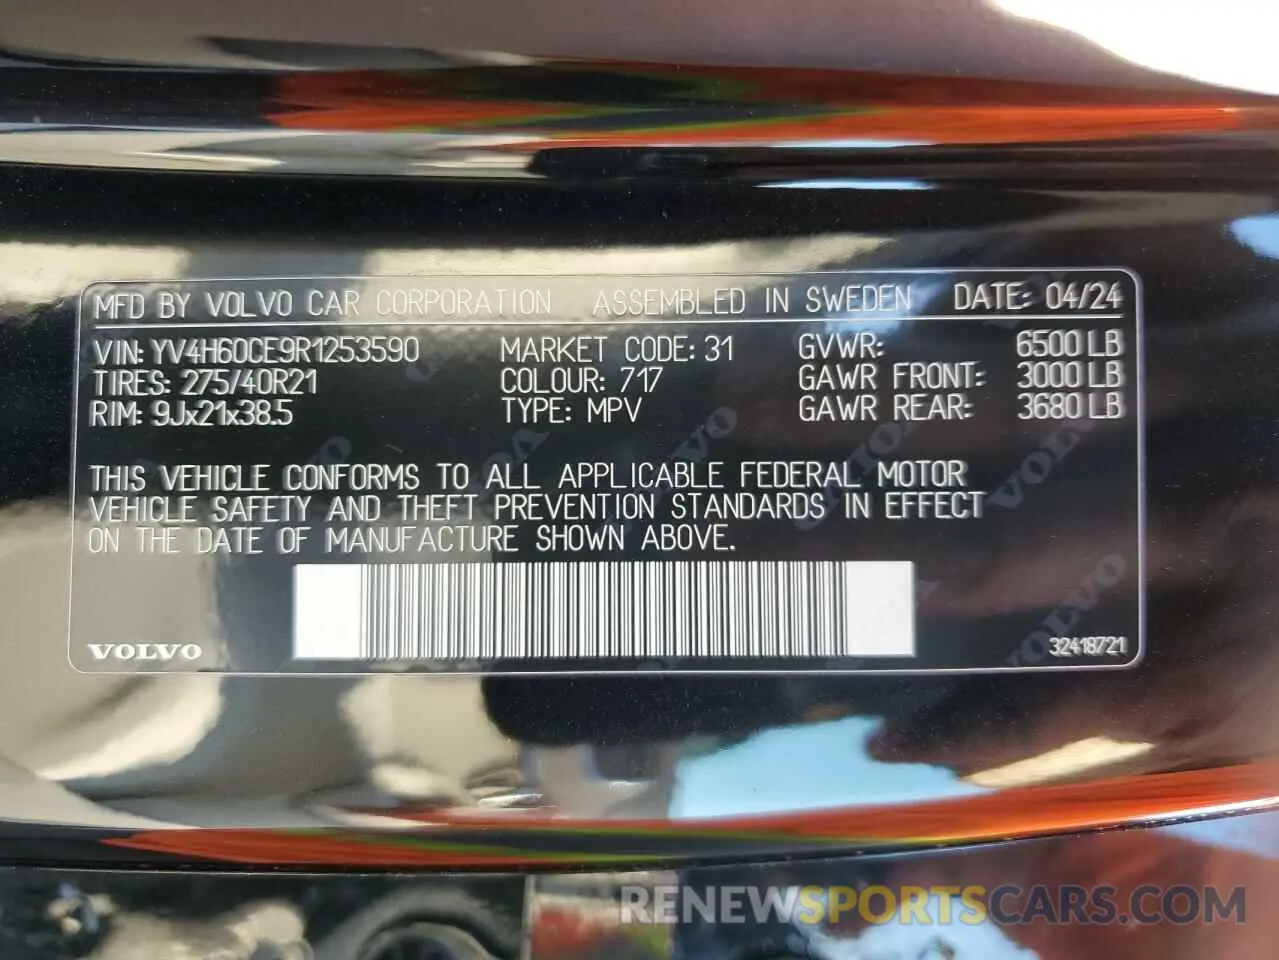 MFD BY VOLVO CAR CORPORATION ASSEMBLED IN SWEDEN DATE: 04/24
VIN: YV4H60CE9R1253590 MARKET CODE: 31 GVWR: 6500 LB
TIRES: 275/40R21 COLOUR: 717 GAWR FRONT: 3000 LB
RIM: 9Jx21x38.5 TYPE: MPV GAWR REAR: 3680 LB
THIS VEHICLE CONFORMS TO ALL APPLICABLE FEDERAL MOTOR
VEHICLE SAFETY AND THEFT PREVENTION STANDARDS IN EFFECT
ON THE DATE OF MANUFACTURE SHOWN ABOVE.
VOLVO 32418721
RENEWSPORTSCARS.COM